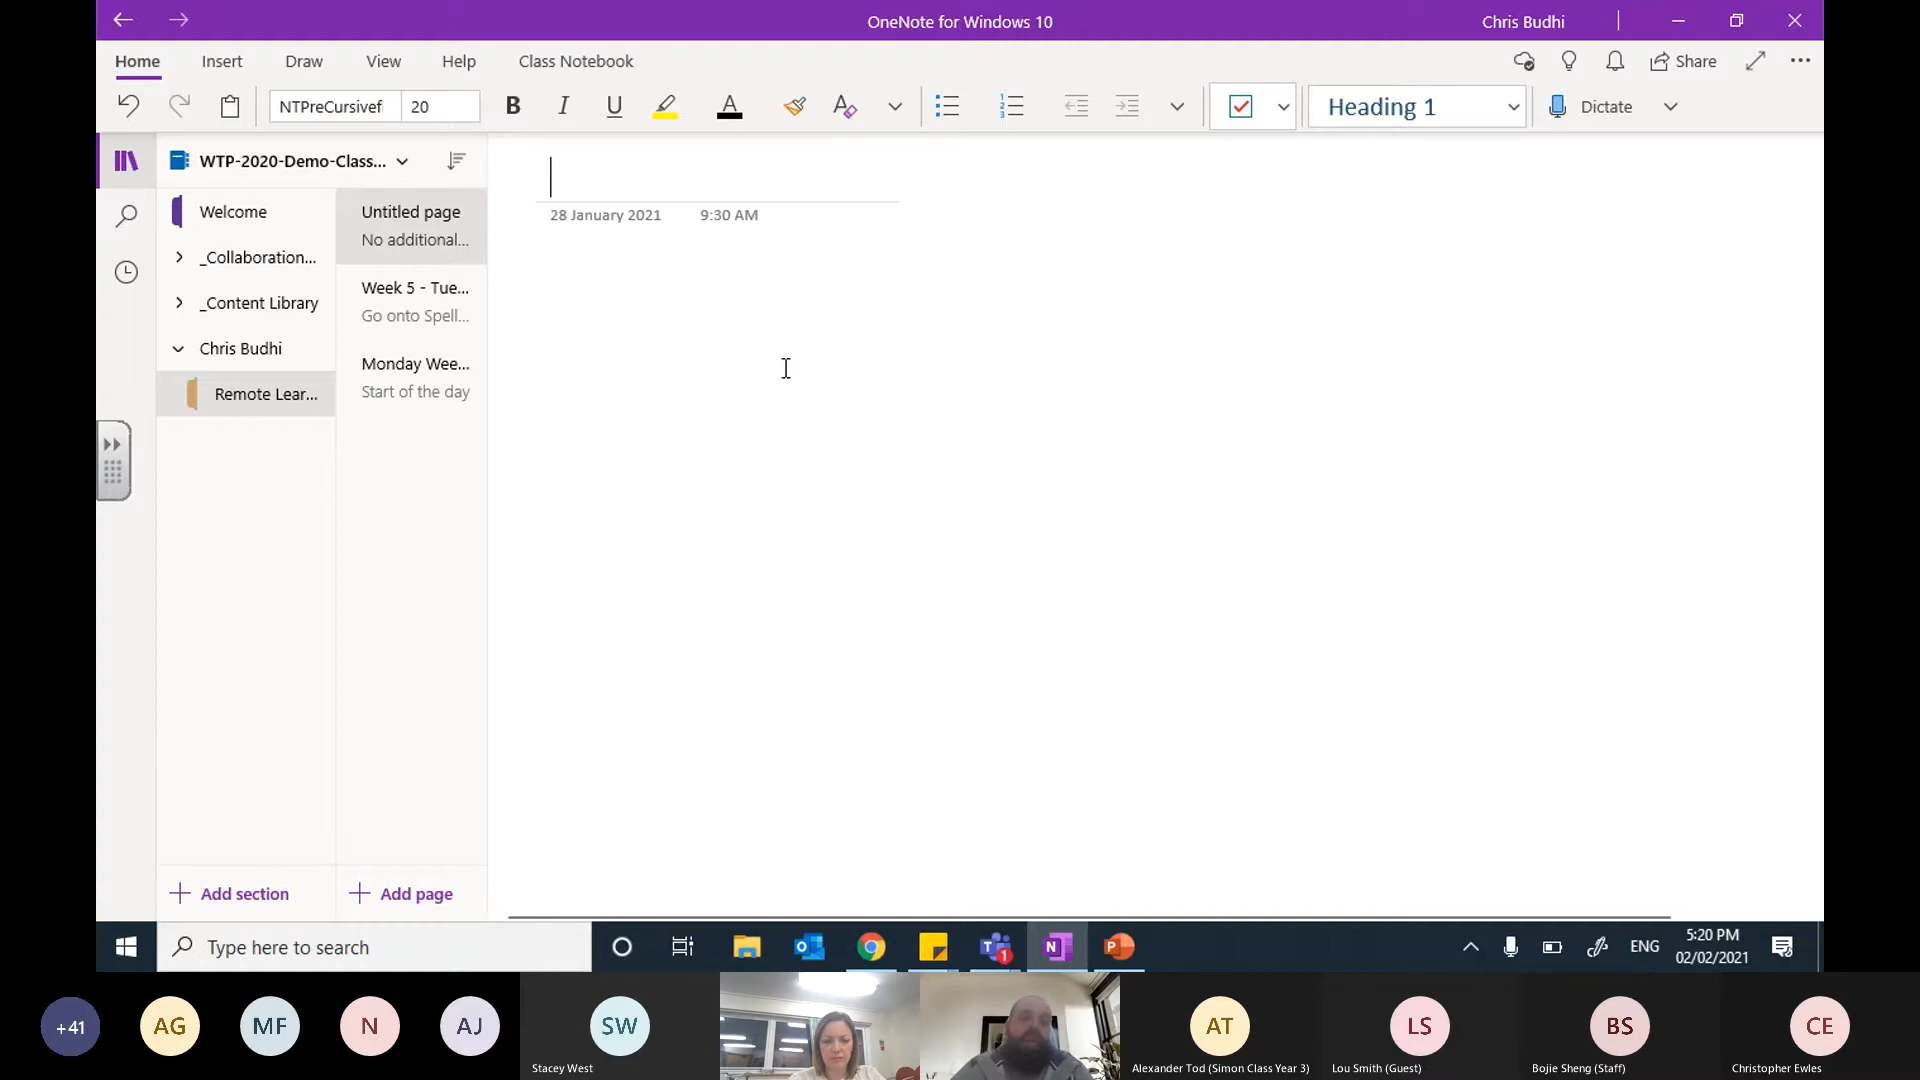 OneNote for Windows 10
Chris Budhi
Home Insert Draw View Help Class Notebook
Share
NTPreCursivef 20 B I U Heading 1 Dictate
WTP-2020-Demo-Class...
Welcome
_Collaboration...
_Content Library
Chris Budhi
Remote Lear...
Add section
Untitled page
No additional...
Week 5 - Tue...
Go onto Spell...
Monday Wee...
Start of the day
Add page
28 January 2021 9:30 AM
Type here to search
1
ENG
5:20 PM
02/02/2021
+41
AG
MF
N
AJ
SW
Stacey West
AT
Alexander Tod (Simon Class Year 3)
LS
Lou Smith (Guest)
BS
Bojie Sheng (Staff)
CE
Christopher Ewles